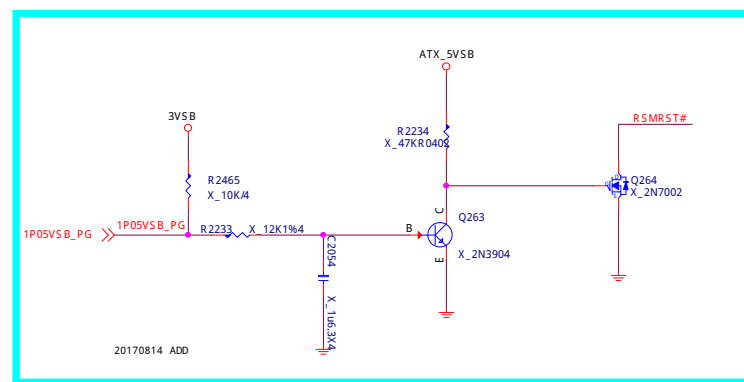 ATX_5VSB
RSMRST#
3VSB
R2234
X_47KR0402
R2465
X_10K/4
Q264
X_2N7002
1P05VSB_PG
1P05VSB_PG
R2233
X_12K1%4
B
C
Q263
E
X_2N3904
C2054
X_1u6.3X4
20170814 ADD